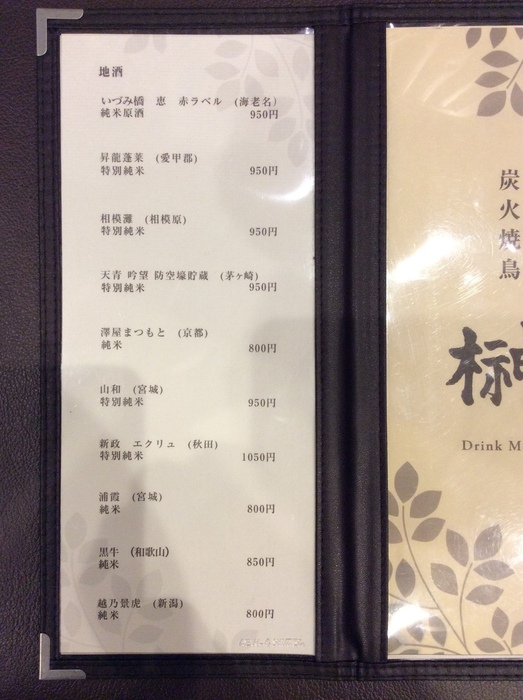 地酒
いづみ橋　恵　赤ラベル　(海老名)
純米原酒　950円
昇龍蓬莱　(愛甲郡)
特別純米　950円
相模灘　(相模原)
特別純米　950円
天青 吟望 防空壕貯蔵　(茅ヶ崎)
特別純米　950円
澤屋まつもと　(京都)
純米　800円
山和　(宮城)
特別純米　950円
新政　エクリュ　(秋田)
特別純米　1050円
浦霞　(宮城)
純米　800円
黒牛　(和歌山)
純米　850円
越乃景虎　(新潟)
純米　800円
炭火焼鳥
Drink M